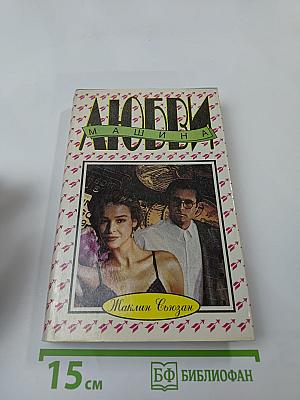 ЛЮБВИ
МАШИНА
Жаклин Сьюзан
15 см
БФ БИБЛИОФАН